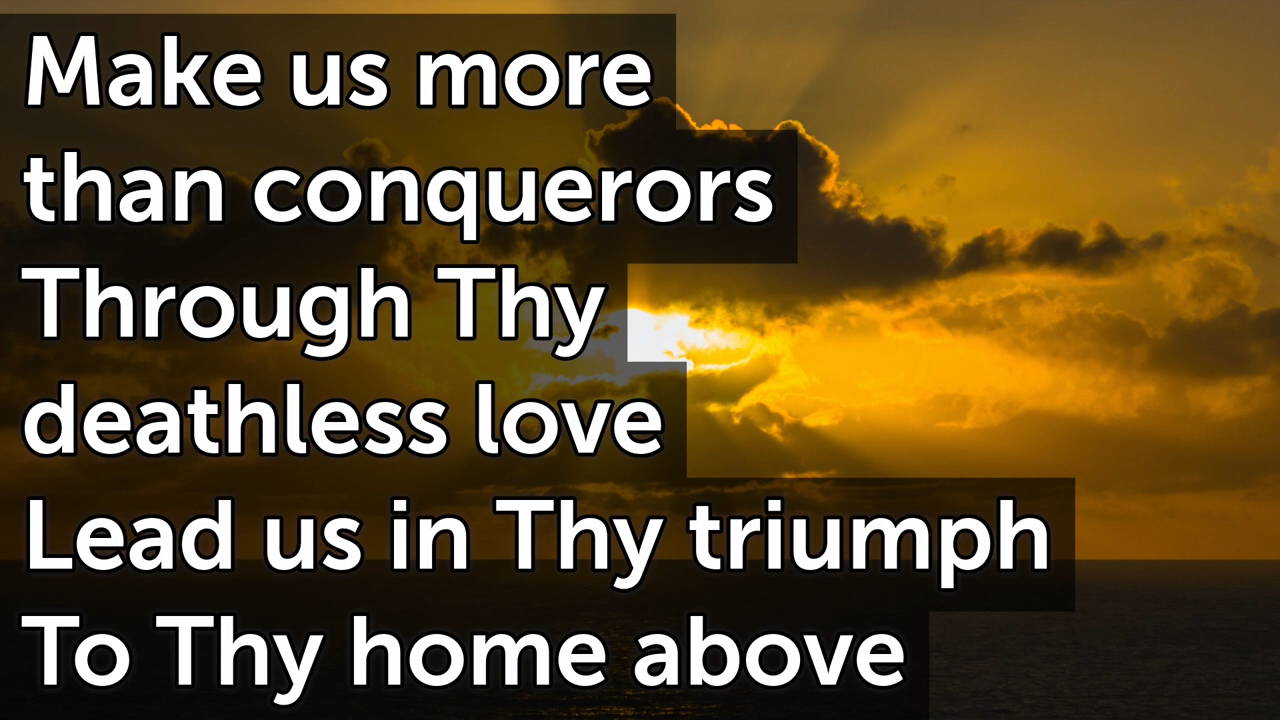 Make us more
than conquerors
Through Thy
deathless love
Lead us in Thy triumph
To Thy home above